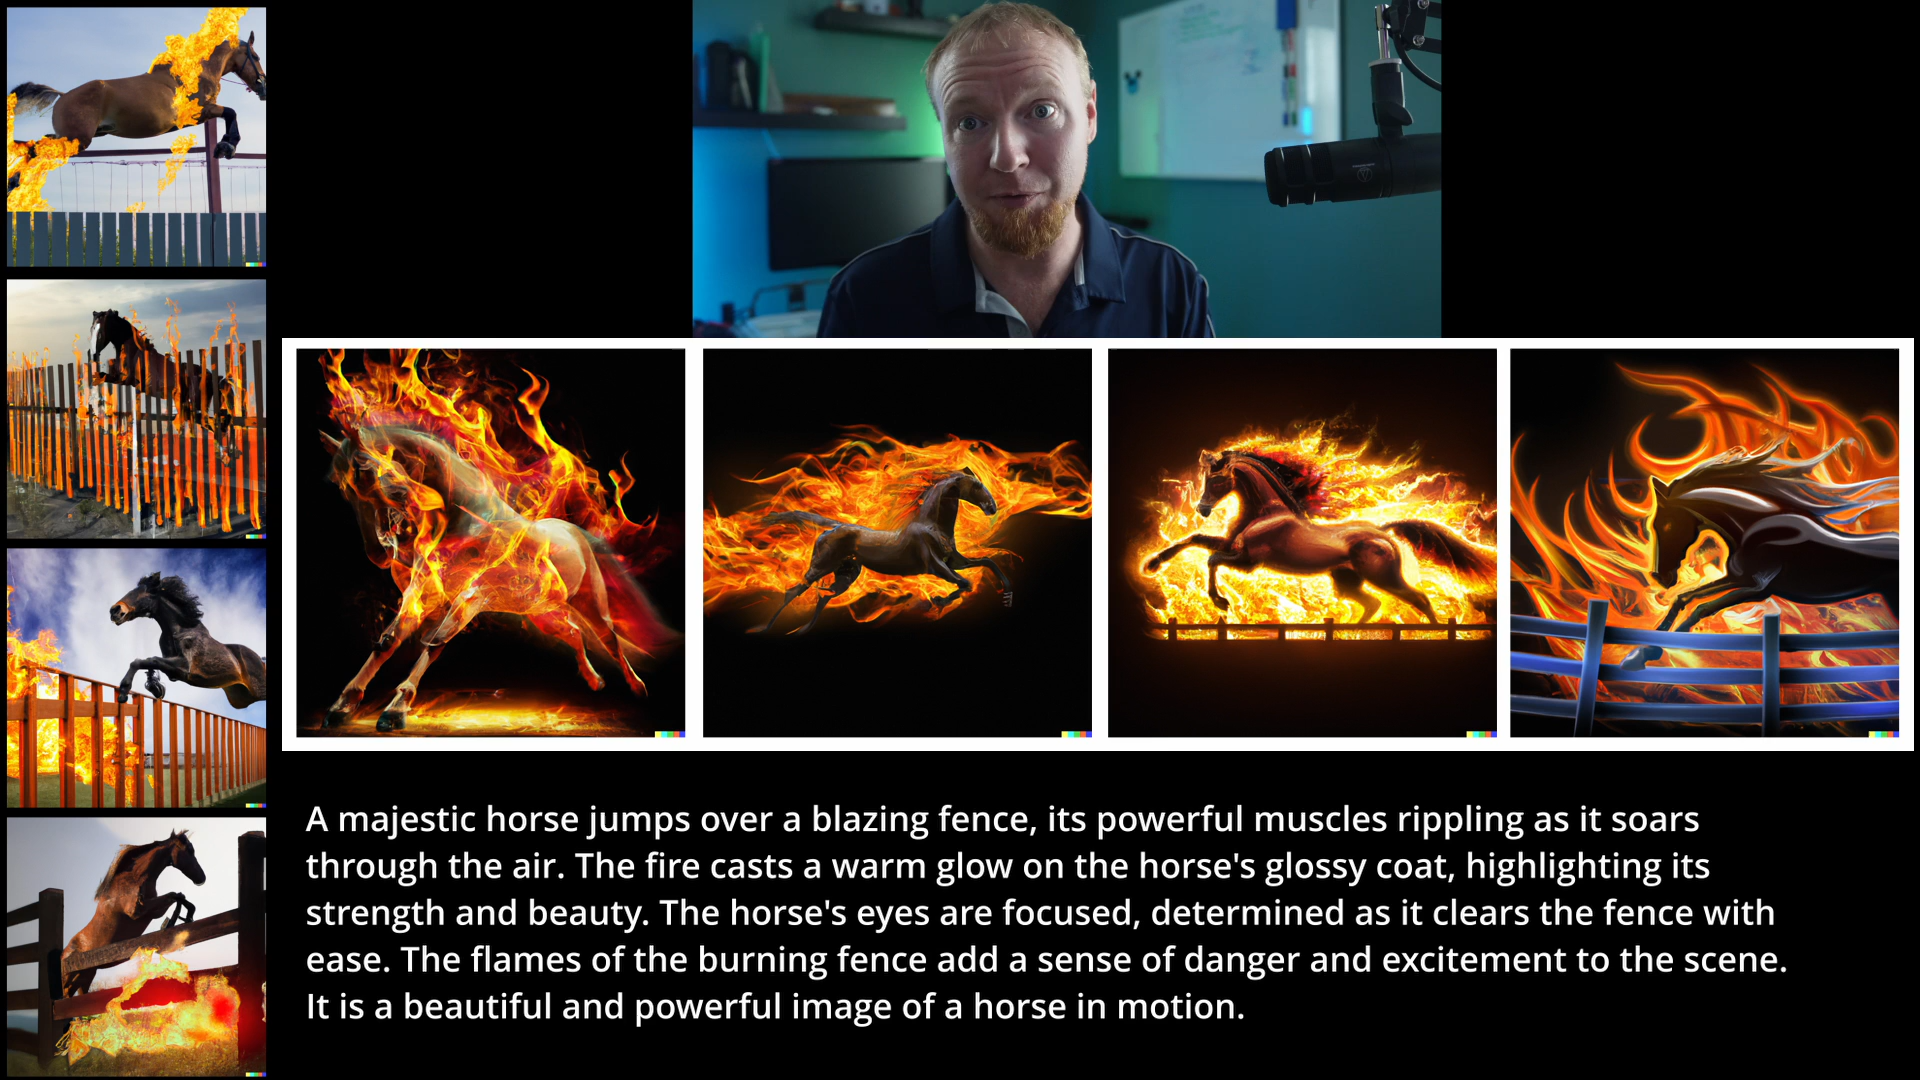 A majestic horse jumps over a blazing fence, its powerful muscles rippling as it soars
through the air. The fire casts a warm glow on the horse's glossy coat, highlighting its
strength and beauty. The horse's eyes are focused, determined as it clears the fence with
ease. The flames of the burning fence add a sense of danger and excitement to the scene.
It is a beautiful and powerful image of a horse in motion.